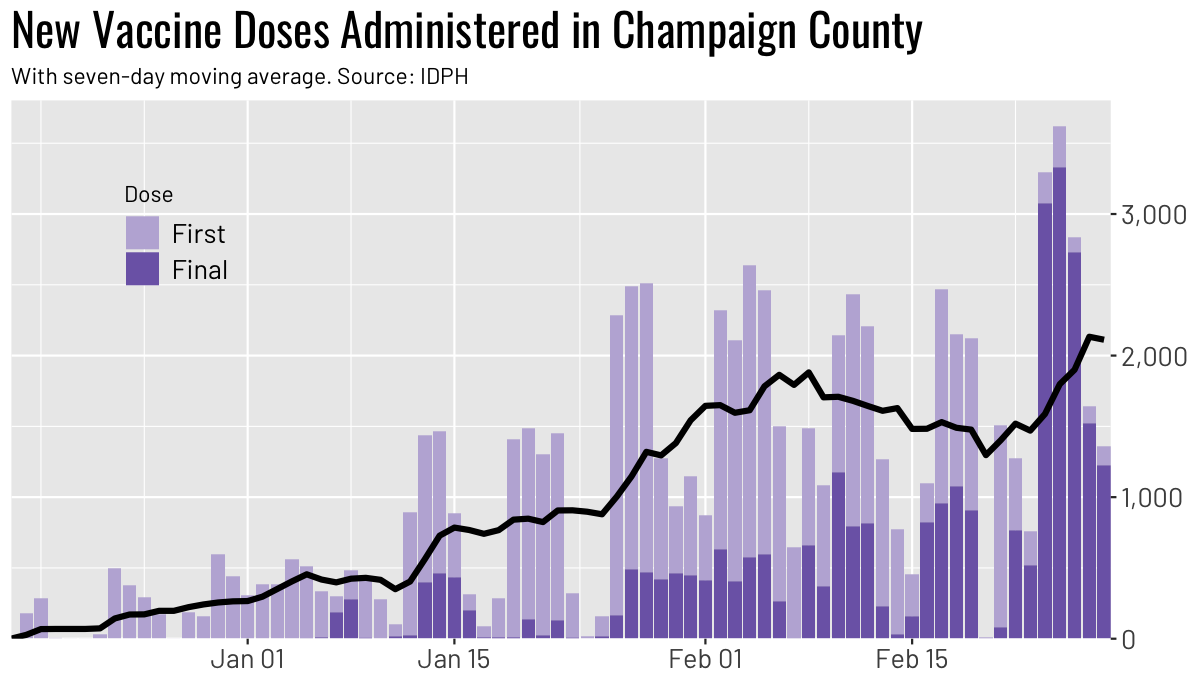 New Vaccine Doses Administered in Champaign County
With seven-day moving average. Source: IDPH
Dose
First
Final
3,000
2,000
1,000
0
Jan 01
Jan 15
Feb 01
Feb 15